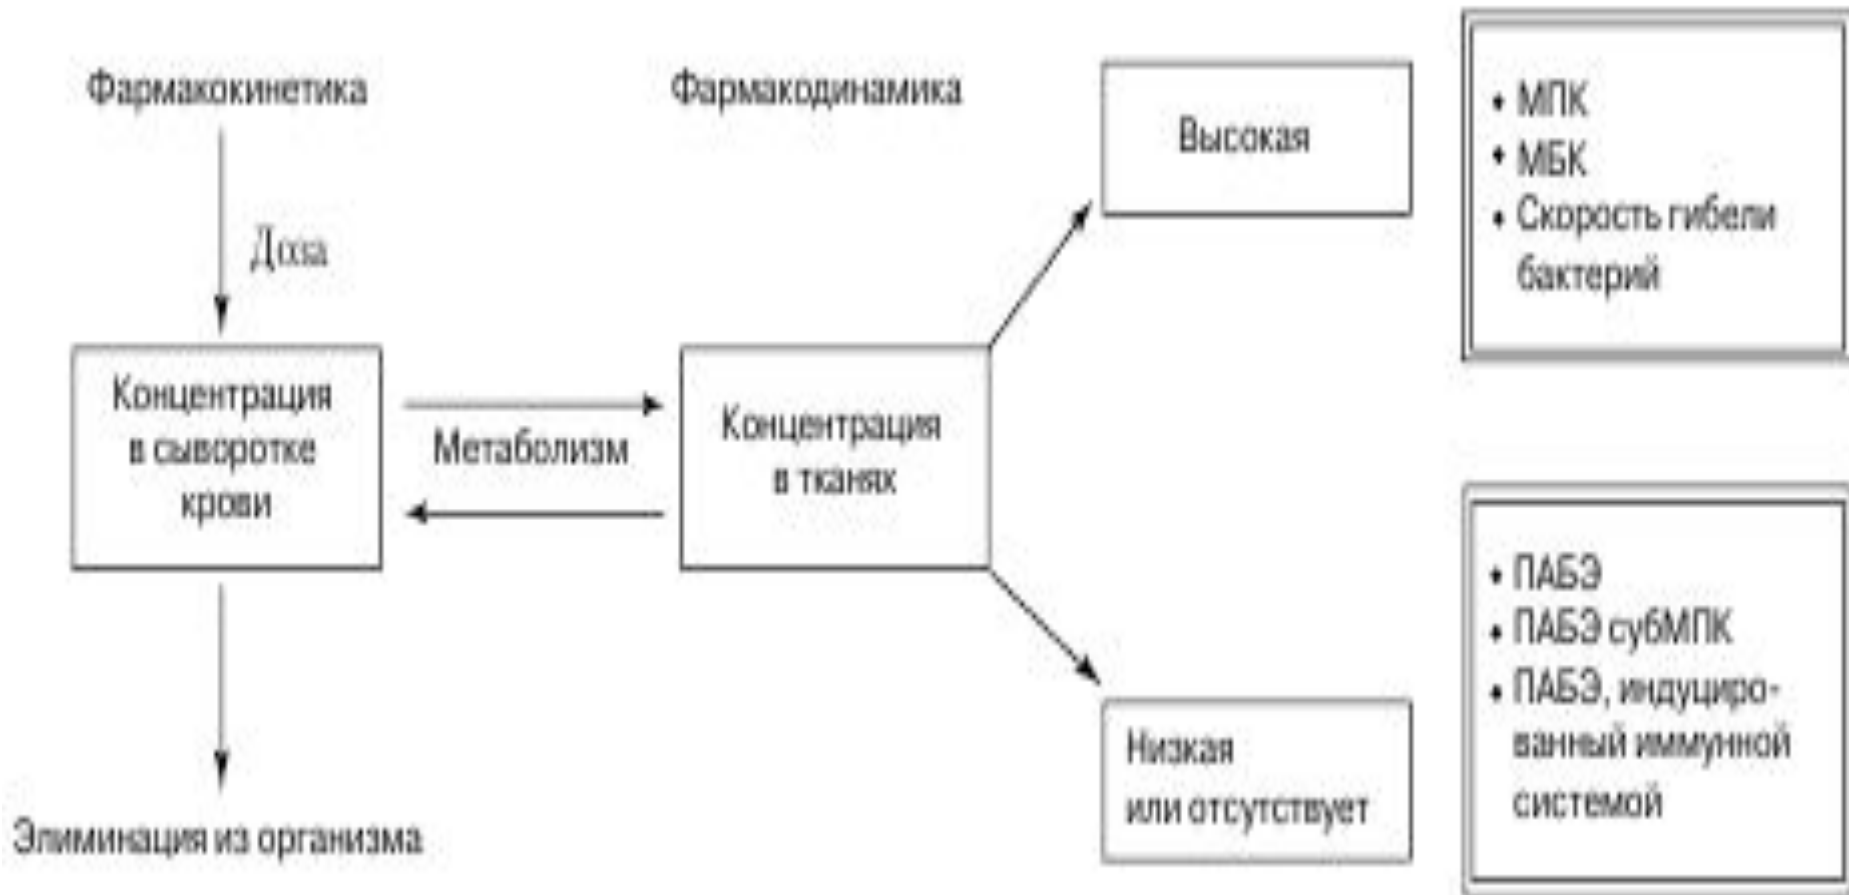 Фармакокинетика
Фармакодинамика
Доза
Концентрация
в сыворотке
крови
Метаболизм
Концентрация
в тканях
Элиминация из организма
Высокая
Низкая
или отсутствует
• МПК
• МБК
• Скорость гибели
бактерий
• ПАБЭ
• ПАБЭ субМПК
• ПАБЭ, индуциро-
ванный иммунной
системой